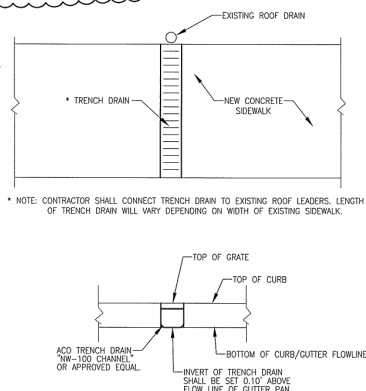 EXISTING ROOF DRAIN
* TRENCH DRAIN
NEW CONCRETE
SIDEWALK
* NOTE: CONTRACTOR SHALL CONNECT TRENCH DRAIN TO EXISTING ROOF LEADERS. LENGTH
OF TRENCH DRAIN WILL VARY DEPENDING ON WIDTH OF EXISTING SIDEWALK.
TOP OF GRATE
TOP OF CURB
ACO TRENCH DRAIN
"NW-100 CHANNEL"
OR APPROVED EQUAL.
BOTTOM OF CURB/GUTTER FLOWLINE
INVERT OF TRENCH DRAIN
SHALL BE SET 0.10' ABOVE
FLOW LINE OF GUTTER PAN